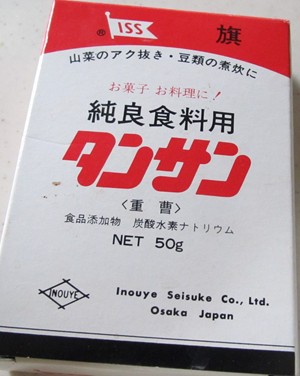 ® ISS 旗
山菜のアク抜き・豆類の煮炊に
お菓子 お料理に!
純良食料用
タンサン
〈重曹〉
食品添加物 炭酸水素ナトリウム
NET 50g
INOUYE
Inouye Seisuke Co., Ltd.
Osaka Japan